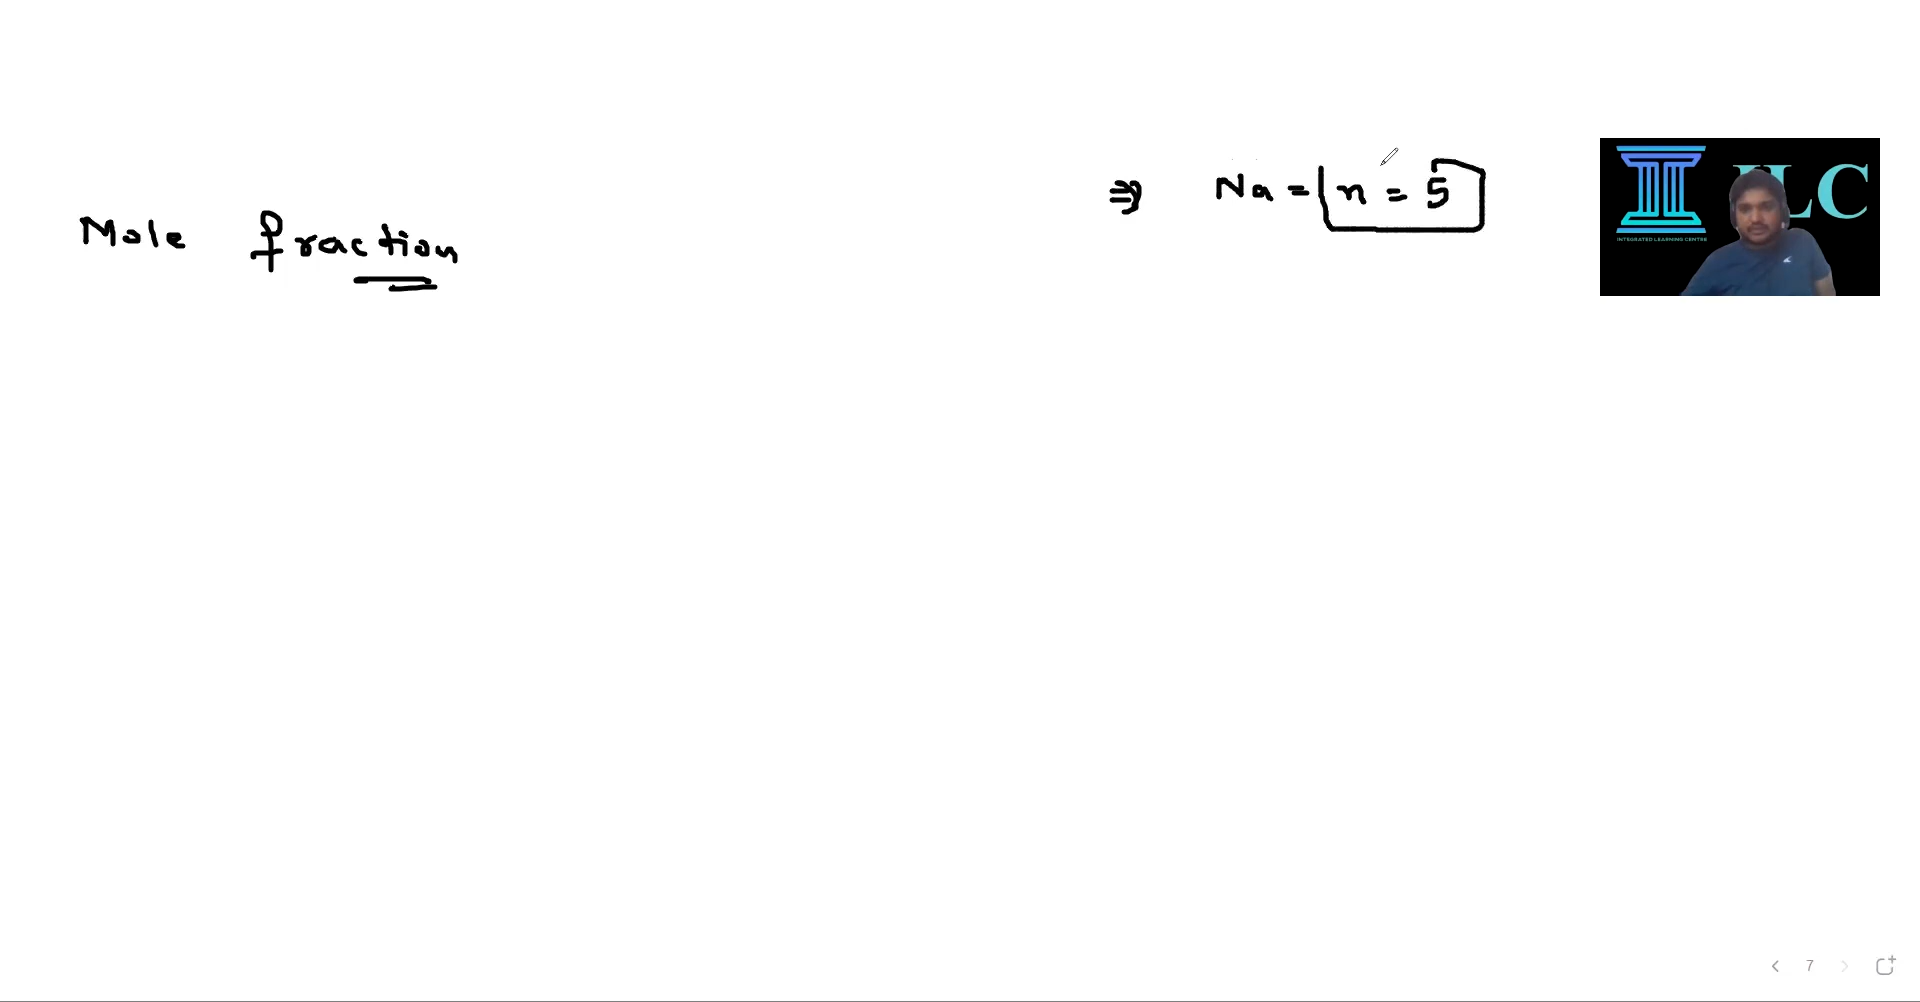 Mole fraction
⇒ Na = n = 5
ILC
INTEGRATED LEARNING CENTRE
7